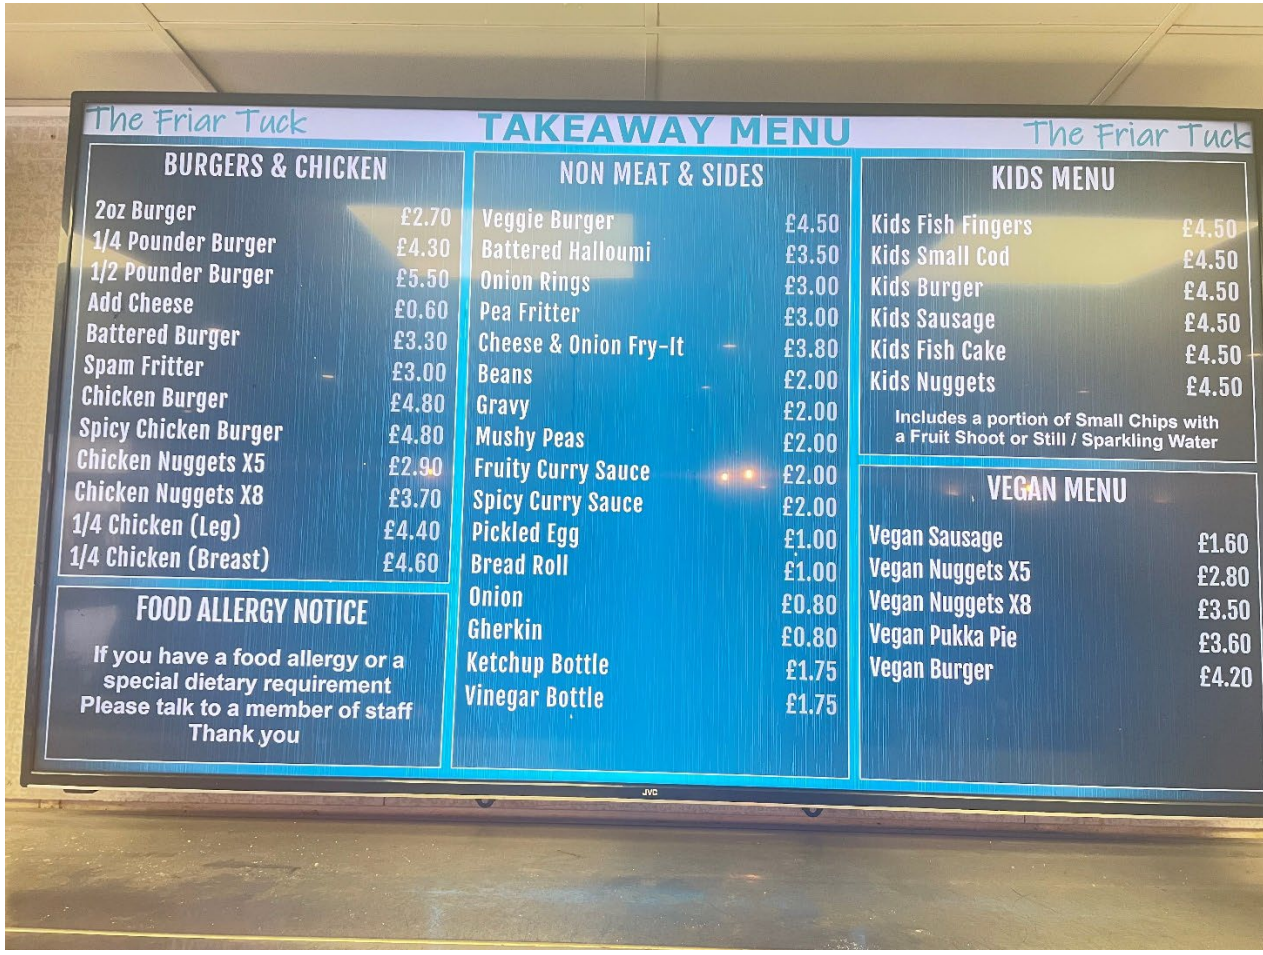 The Friar Tuck TAKEAWAY MENU The Friar Tuck
BURGERS & CHICKEN
2oz Burger £2.70
1/4 Pounder Burger £4.30
1/2 Pounder Burger £5.50
Add Cheese £0.60
Battered Burger £3.30
Spam Fritter £3.00
Chicken Burger £4.80
Spicy Chicken Burger £4.80
Chicken Nuggets X5 £2.90
Chicken Nuggets X8 £3.70
1/4 Chicken (Leg) £4.40
1/4 Chicken (Breast) £4.60
FOOD ALLERGY NOTICE
If you have a food allergy or a
special dietary requirement
Please talk to a member of staff
Thank you
NON MEAT & SIDES
Veggie Burger £4.50
Battered Halloumi £3.50
Onion Rings £3.00
Pea Fritter £3.00
Cheese & Onion Fry-It £3.80
Beans £2.00
Gravy £2.00
Mushy Peas £2.00
Fruity Curry Sauce £2.00
Spicy Curry Sauce £2.00
Pickled Egg £1.00
Bread Roll £1.00
Onion £0.80
Gherkin £0.80
Ketchup Bottle £1.75
Vinegar Bottle £1.75
KIDS MENU
Kids Fish Fingers £4.50
Kids Small Cod £4.50
Kids Burger £4.50
Kids Sausage £4.50
Kids Fish Cake £4.50
Kids Nuggets £4.50
Includes a portion of Small Chips with
a Fruit Shoot or Still / Sparkling Water
VEGAN MENU
Vegan Sausage £1.60
Vegan Nuggets X5 £2.80
Vegan Nuggets X8 £3.50
Vegan Pukka Pie £3.60
Vegan Burger £4.20
JVC